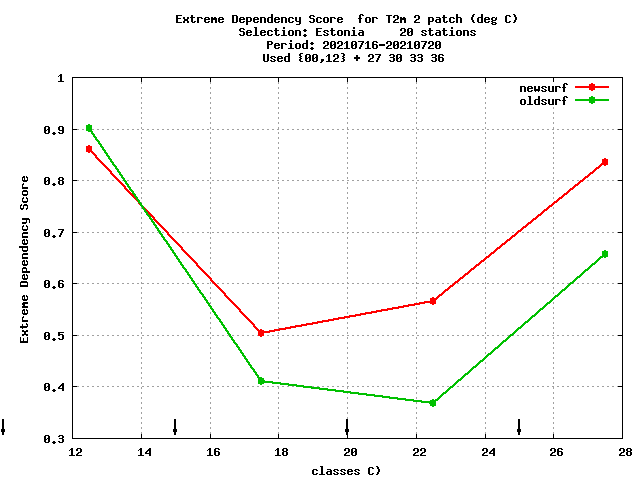 Extreme Dependency Score  for T2m 2 patch (deg C)
Selection: Estonia     20 stations
Period: 20210716-20210720
Used {00,12} + 27 30 33 36
newsurf
oldsurf
Extreme Dependency Score
1
0.9
0.8
0.7
0.6
0.5
0.4
0.3
12 14 16 18 20 22 24 26 28
classes C)